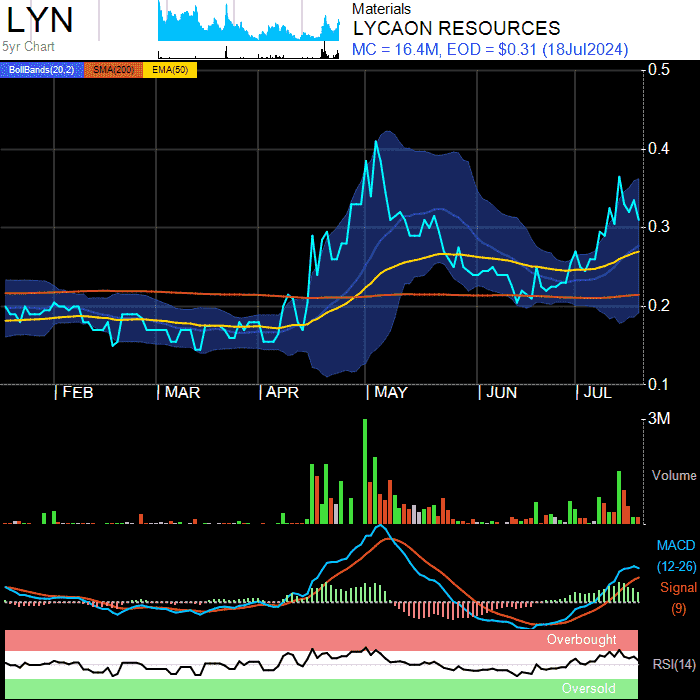 LYN
5yr Chart
Materials
LYCAON RESOURCES
MC = 16.4M, EOD = $0.31 (18Jul2024)
BollBands(20,2) SMA(200) EMA(50)
0.5
0.4
0.3
0.2
0.1
FEB MAR APR MAY JUN JUL
3M
Volume
MACD
(12-26)
Signal
(9)
Overbought
RSI(14)
Oversold